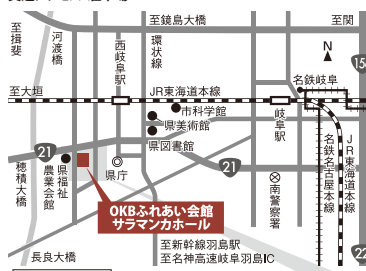 至鏡島大橋
至関
至揖斐
河渡橋
西岐阜駅
環状線
N
名鉄岐阜
至大垣
JR東海道本線
市科学館
県美術館
岐阜駅
県図書館
21
21
県庁
県福祉
農業会館
穂積大橋
南警察署
名鉄名古屋本線
JR東海道本線
OKBふれあい会館
サラマンカホール
長良大橋
至新幹線羽島駅
至名神高速岐阜羽島IC